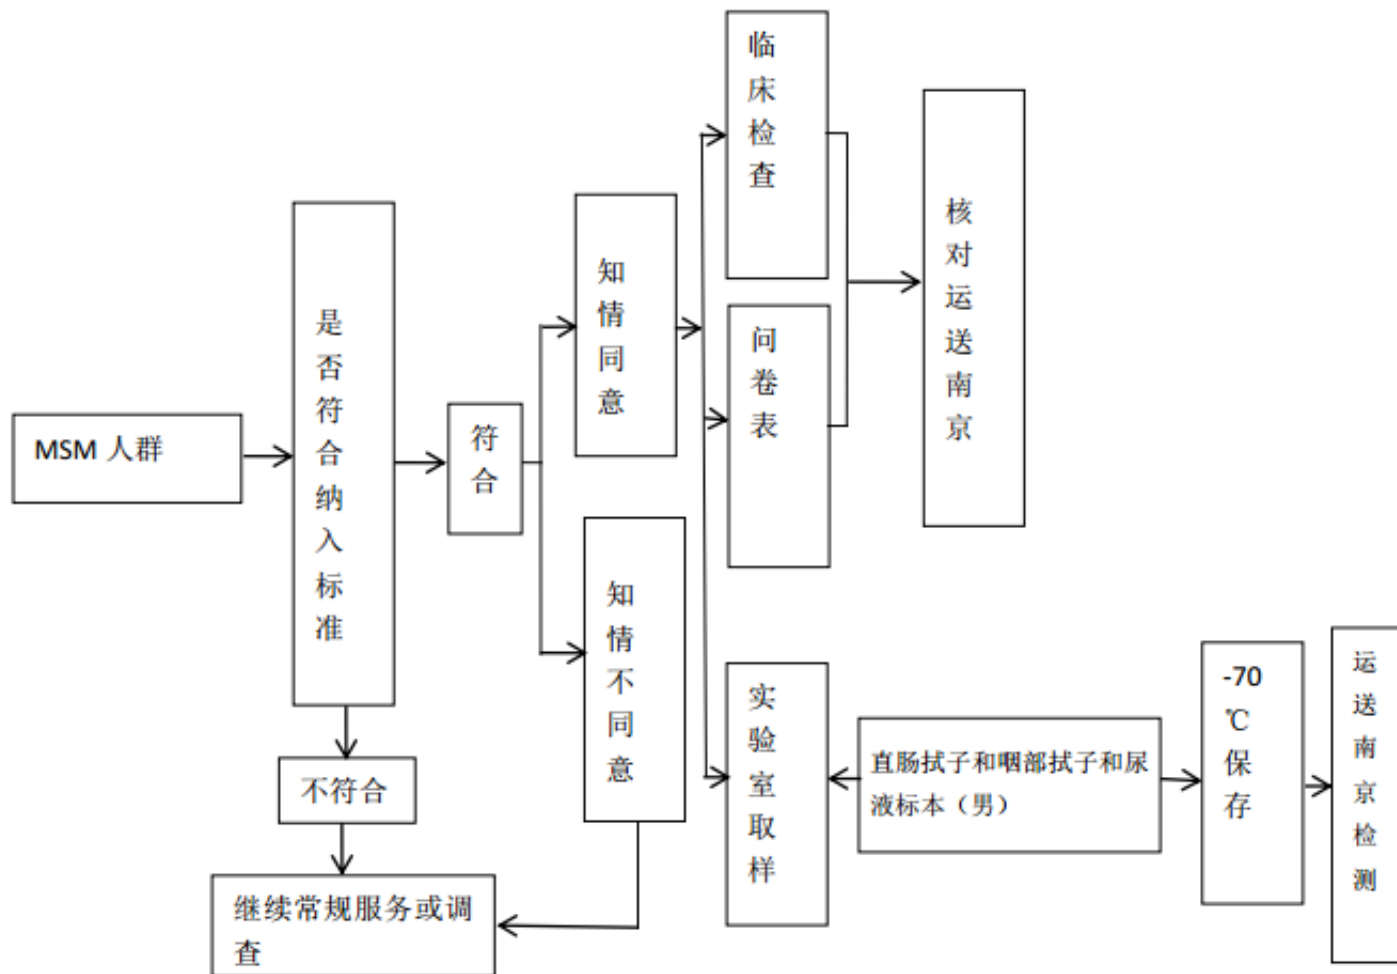 MSM 人群
是否符合纳入标准
不符合
继续常规服务或调
查
符合
知情同意
知情不同意
临床检查
问卷表
实验室取样
核对运送南京
直肠拭子和咽部拭子和尿
液标本（男）
-70
℃
保
存
运送南京检测